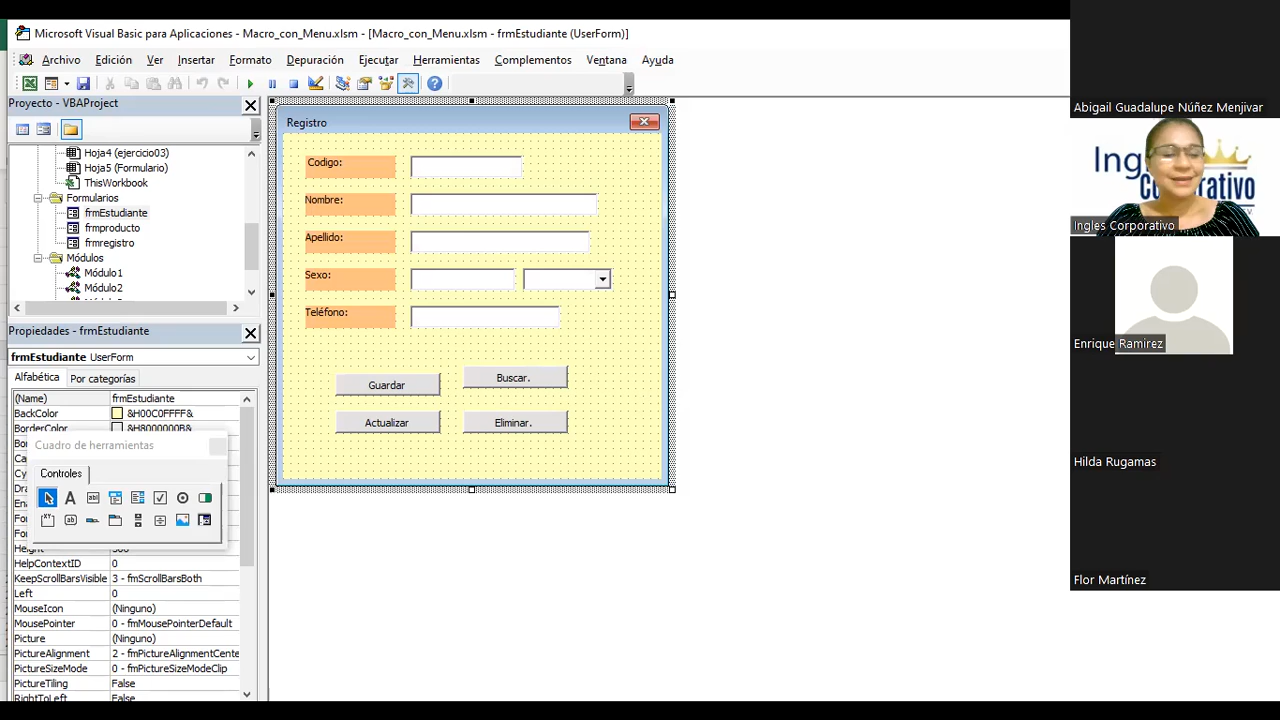 Microsoft Visual Basic para Aplicaciones - Macro_con_Menu.xlsm - [Macro_con_Menu.xlsm - frmEstudiante (UserForm)]
Archivo Edición Ver Insertar Formato Depuración Ejecutar Herramientas Complementos Ventana Ayuda
Proyecto - VBAProject
Hoja4 (ejercicio03)
Hoja5 (Formulario)
ThisWorkbook
Formularios
frmEstudiante
frmproducto
frmregistro
Módulos
Módulo1
Módulo2
Propiedades - frmEstudiante
frmEstudiante UserForm
Alfabética Por categorías
(Name) frmEstudiante
BackColor &H00C0FFFF&
BorderColor &H8000000B&
Cuadro de herramientas
Controles
HelpContextID 0
KeepScrollBarsVisible 3 - fmScrollBarsBoth
Left 0
MouseIcon (Ninguno)
MousePointer 0 - fmMousePointerDefault
Picture (Ninguno)
PictureAlignment 2 - fmPictureAlignmentCente
PictureSizeMode 0 - fmPictureSizeModeClip
PictureTiling False
RightToLeft False
Registro
Codigo:
Nombre:
Apellido:
Sexo:
Teléfono:
Guardar Buscar.
Actualizar Eliminar.
Abigail Guadalupe Núñez Menjivar
Ingles Corporativo
Enrique Ramirez
Hilda Rugamas
Flor Martínez